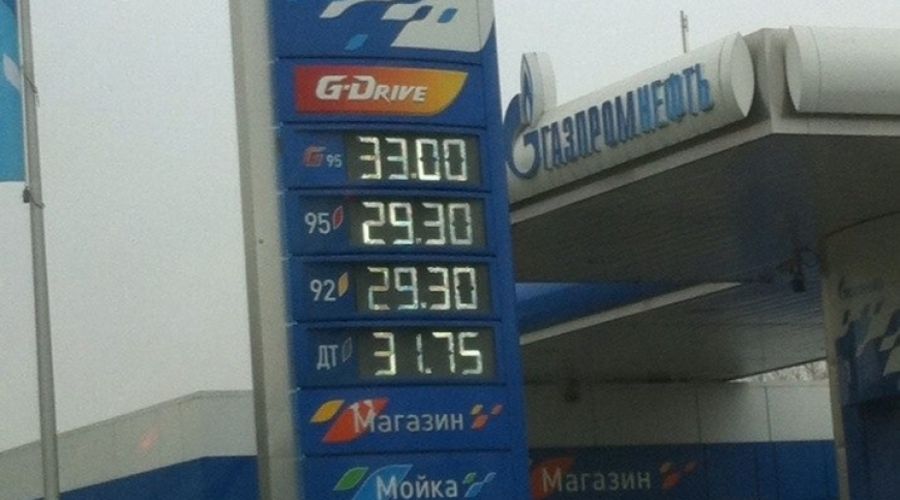 G-DRIVE
G 95 33.00
95 29.30
92 29.30
ДТ 31.75
Магазин
Мойка
ГАЗПРОМНЕФТЬ
Магазин